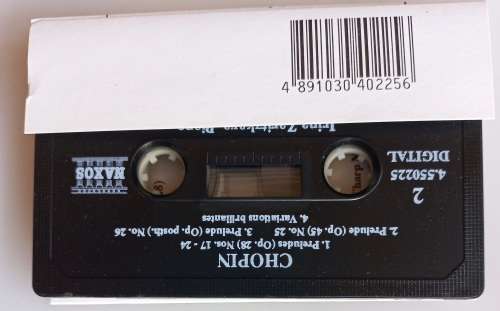 4 891030 402256
CHOPIN
1. Preludes (Op. 28) Nos. 17 - 24
2. Prelude (Op. 45) No. 25 3. Prelude (Op. posth.) No. 26
4. Variations brillantes
2
4.550225
DIGITAL
NAXOS
Irina Zaritzkaya, Piano